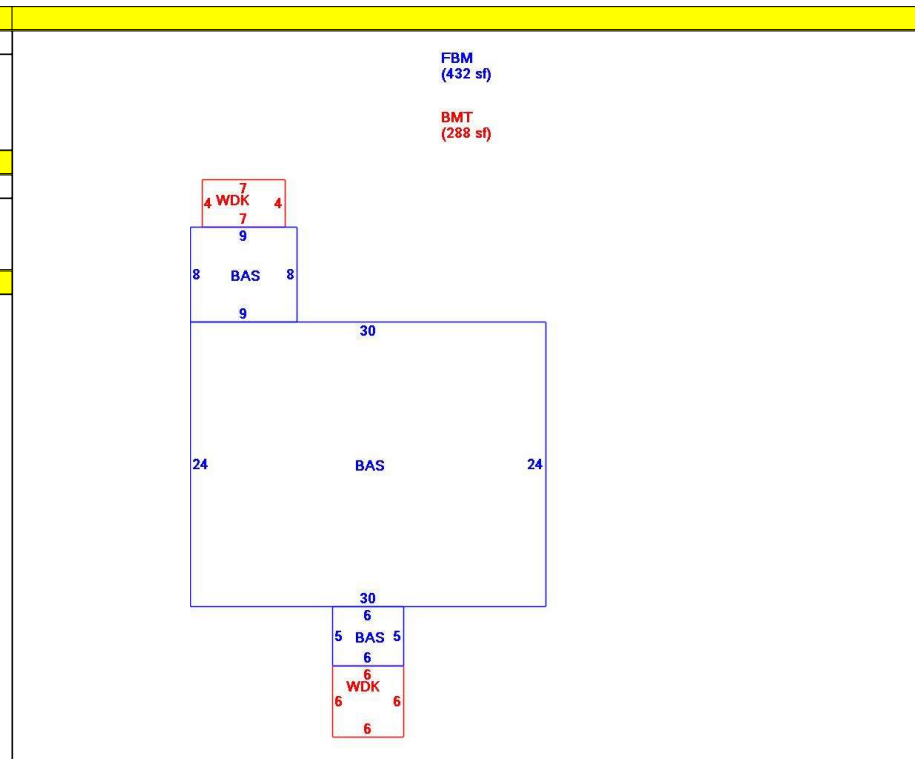 FBM
(432 sf)
BMT
(288 sf)
7
4 WDK 4
7
9
8 BAS 8
9
30
24 BAS 24
30
6
5 BAS 5
6
6
WDK
6 6
6